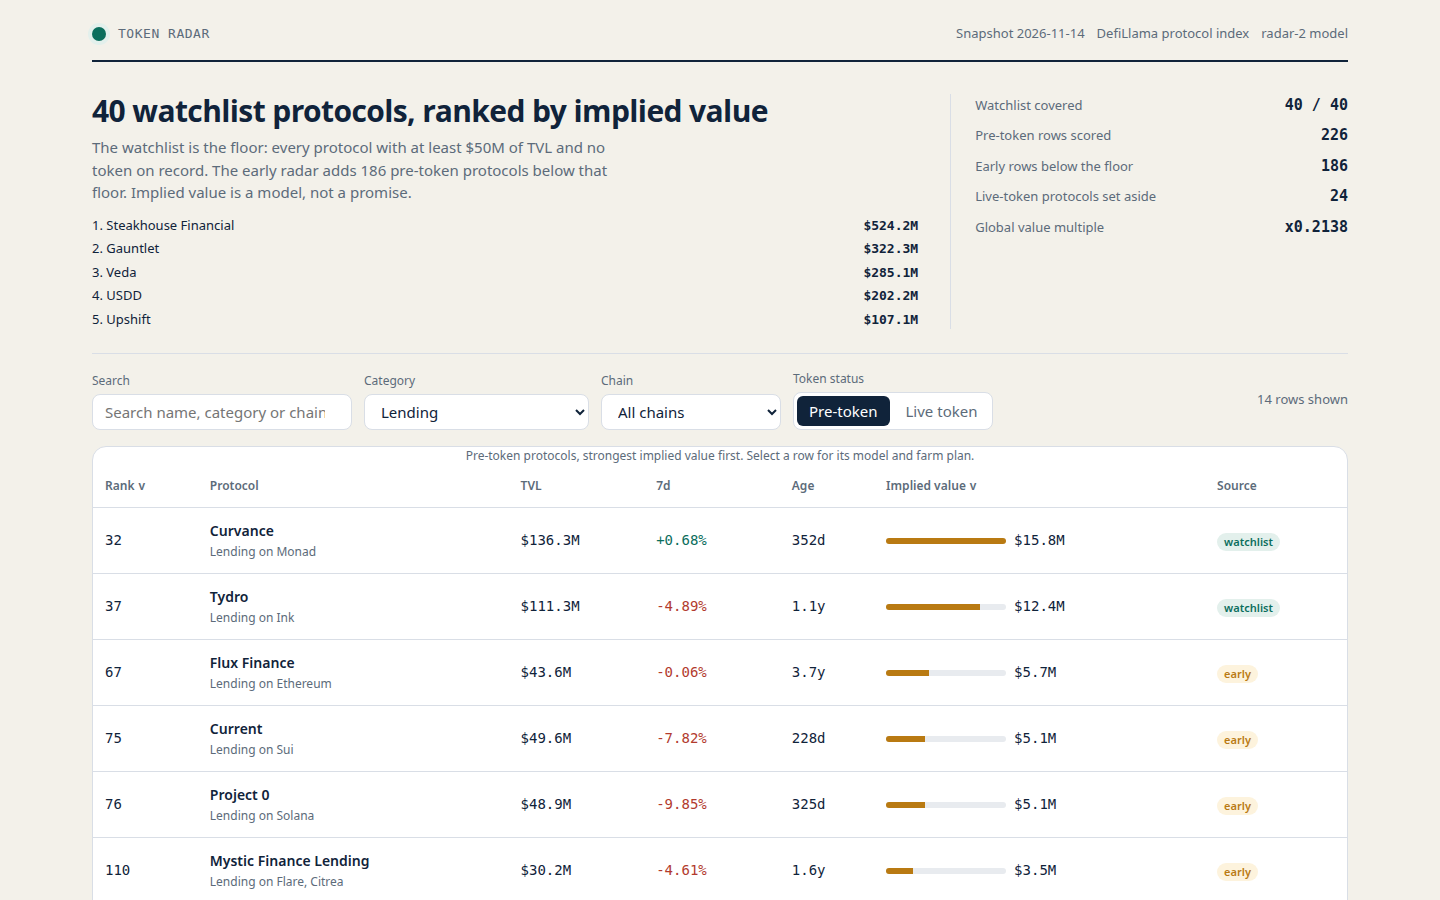 TOKEN RADAR
Snapshot 2026-11-14 DefiLlama protocol index radar-2 model
40 watchlist protocols, ranked by implied value
The watchlist is the floor: every protocol with at least $50M of TVL and no
token on record. The early radar adds 186 pre-token protocols below that
floor. Implied value is a model, not a promise.
1. Steakhouse Financial $524.2M
2. Gauntlet $322.3M
3. Veda $285.1M
4. USDD $202.2M
5. Upshift $107.1M
Watchlist covered 40 / 40
Pre-token rows scored 226
Early rows below the floor 186
Live-token protocols set aside 24
Global value multiple x0.2138
Search Category Chain Token status
Search name, category or chain Lending All chains Pre-token Live token 14 rows shown
Pre-token protocols, strongest implied value first. Select a row for its model and farm plan.
Rank v Protocol TVL 7d Age Implied value v Source
32 Curvance $136.3M +0.68% 352d $15.8M watchlist
Lending on Monad
37 Tydro $111.3M -4.89% 1.1y $12.4M watchlist
Lending on Ink
67 Flux Finance $43.6M -0.06% 3.7y $5.7M early
Lending on Ethereum
75 Current $49.6M -7.82% 228d $5.1M early
Lending on Sui
76 Project 0 $48.9M -9.85% 325d $5.1M early
Lending on Solana
110 Mystic Finance Lending $30.2M -4.61% 1.6y $3.5M early
Lending on Flare, Citrea